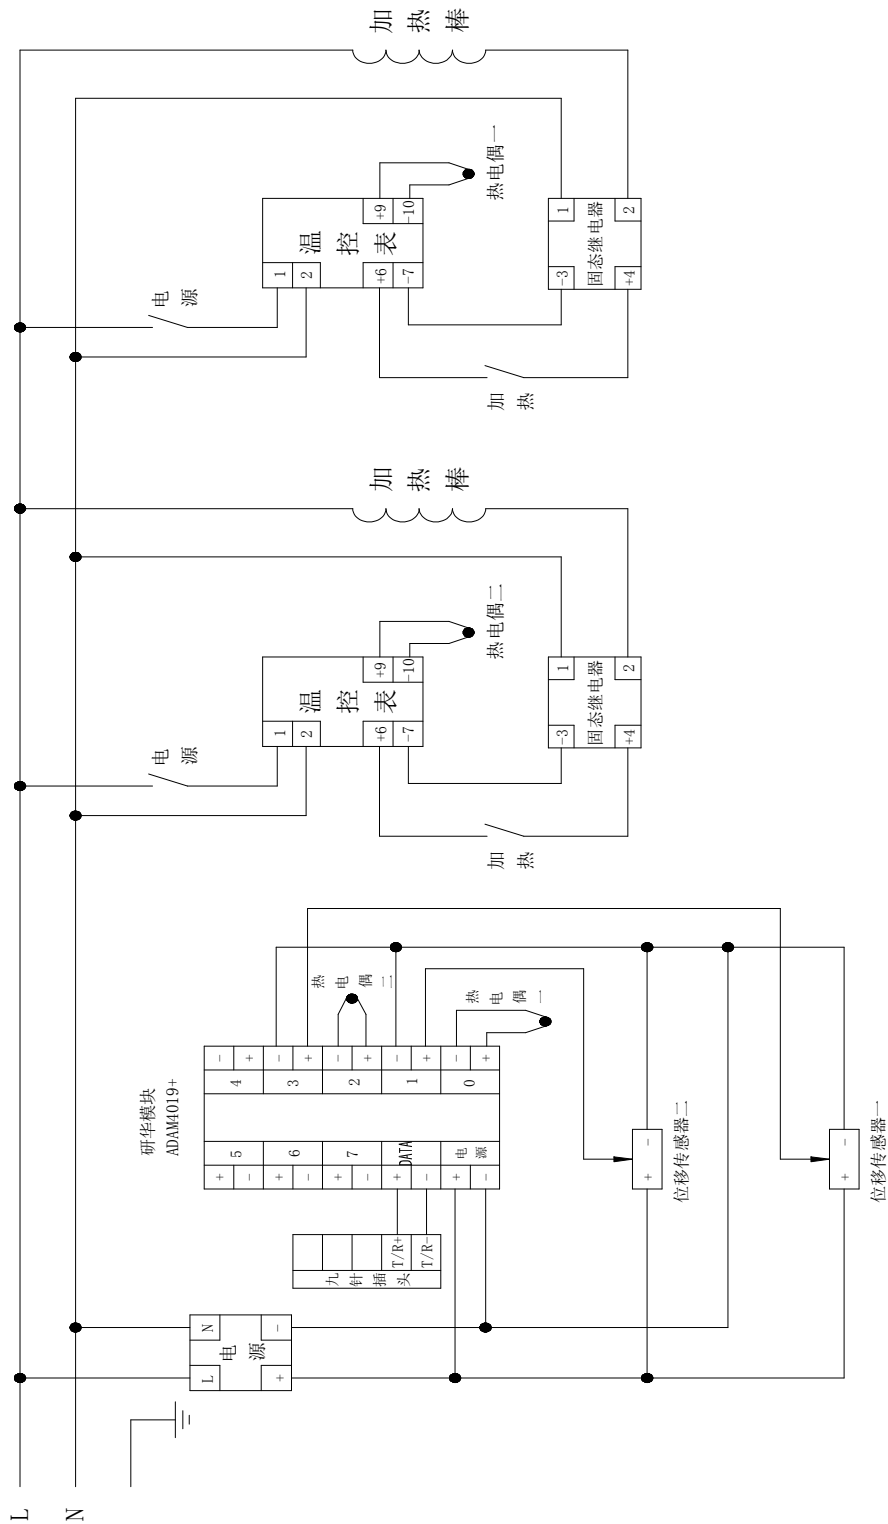 L
N
L
N
电源
+
-
九针插头
T/R+
T/R-
研华模块
ADAM4019+
+
5
-
+
6
-
+
7
-
+
DATA
-
+
电源
-
-
4
+
-
3
+
-
2
+
-
1
+
-
0
+
热电偶二
热电偶一
+
-
位移传感器二
+
-
位移传感器一
电源
1
2
温控表
+6
-7
+9
-10
热电偶二
加热
加热棒
-3
+4
固态继电器
1
2
电源
1
2
温控表
+6
-7
+9
-10
热电偶一
加热
加热棒
-3
+4
固态继电器
1
2